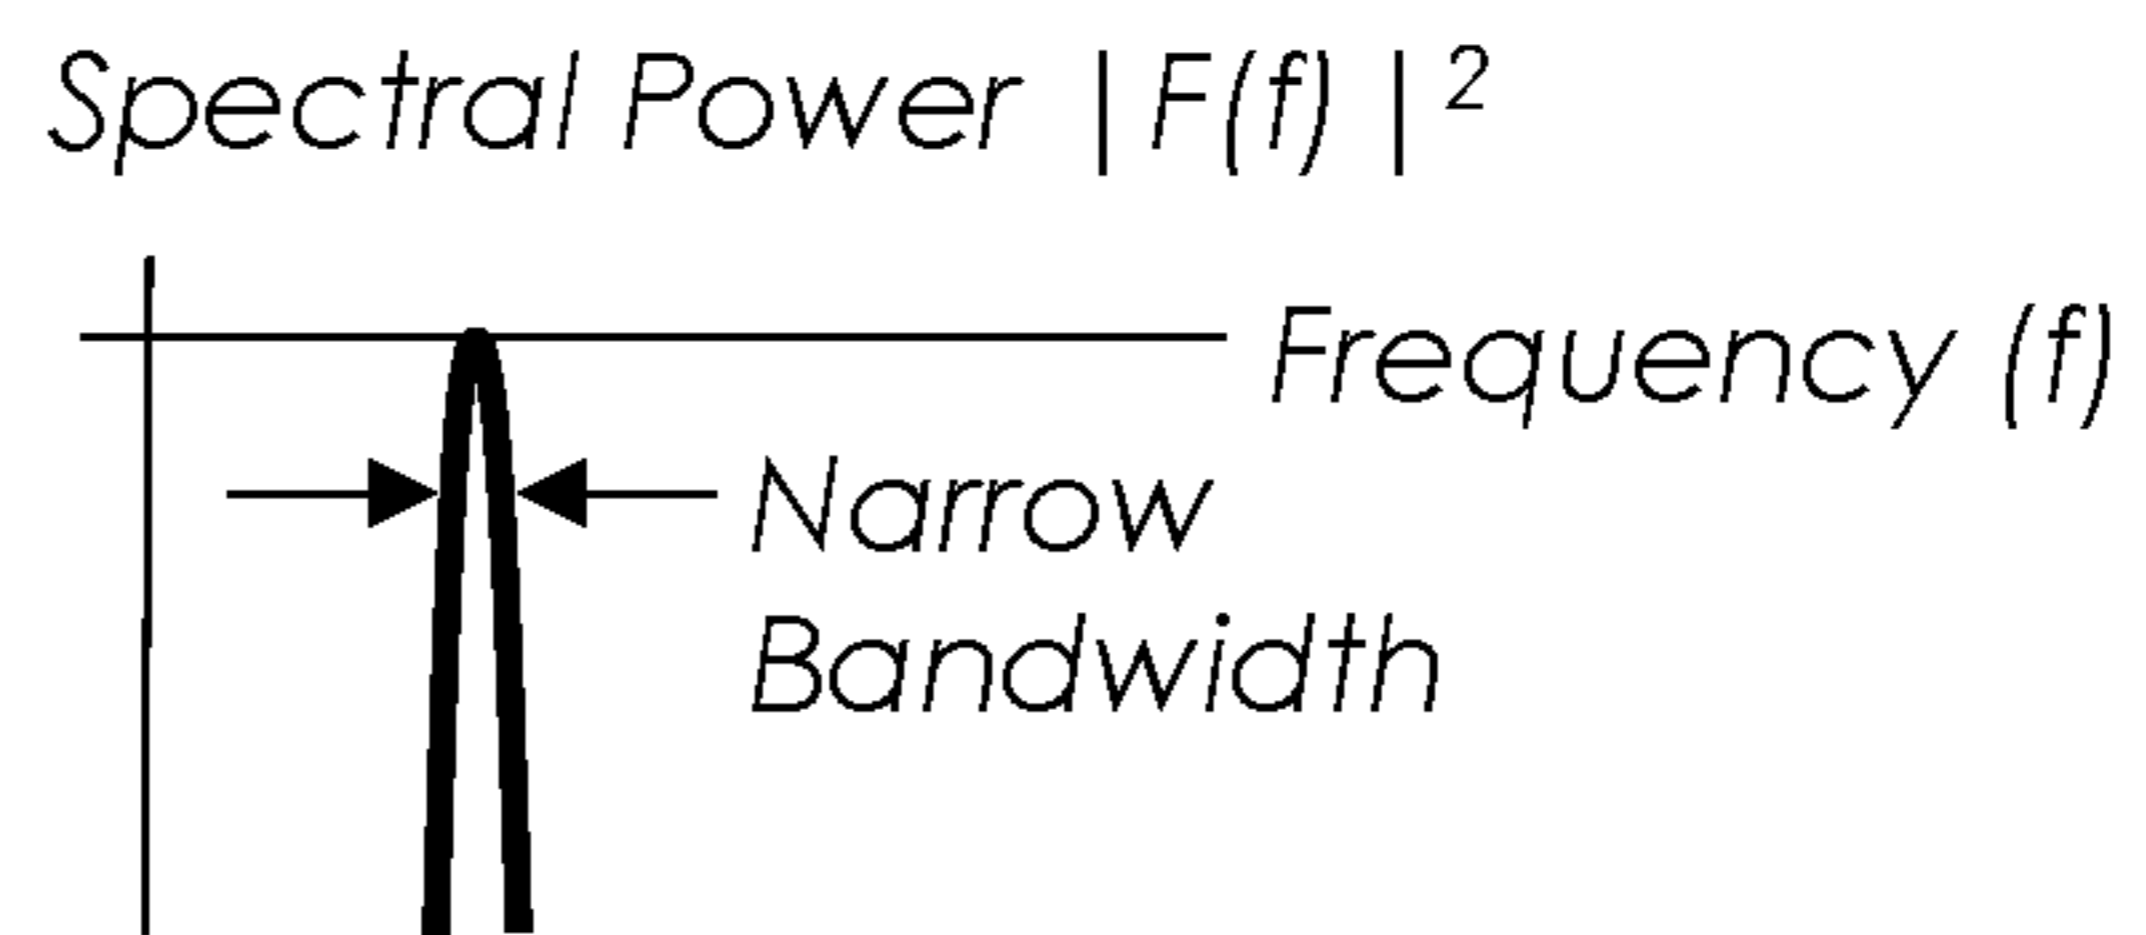 Spectral Power |F(f)|²
Frequency (f)
Narrow
Bandwidth